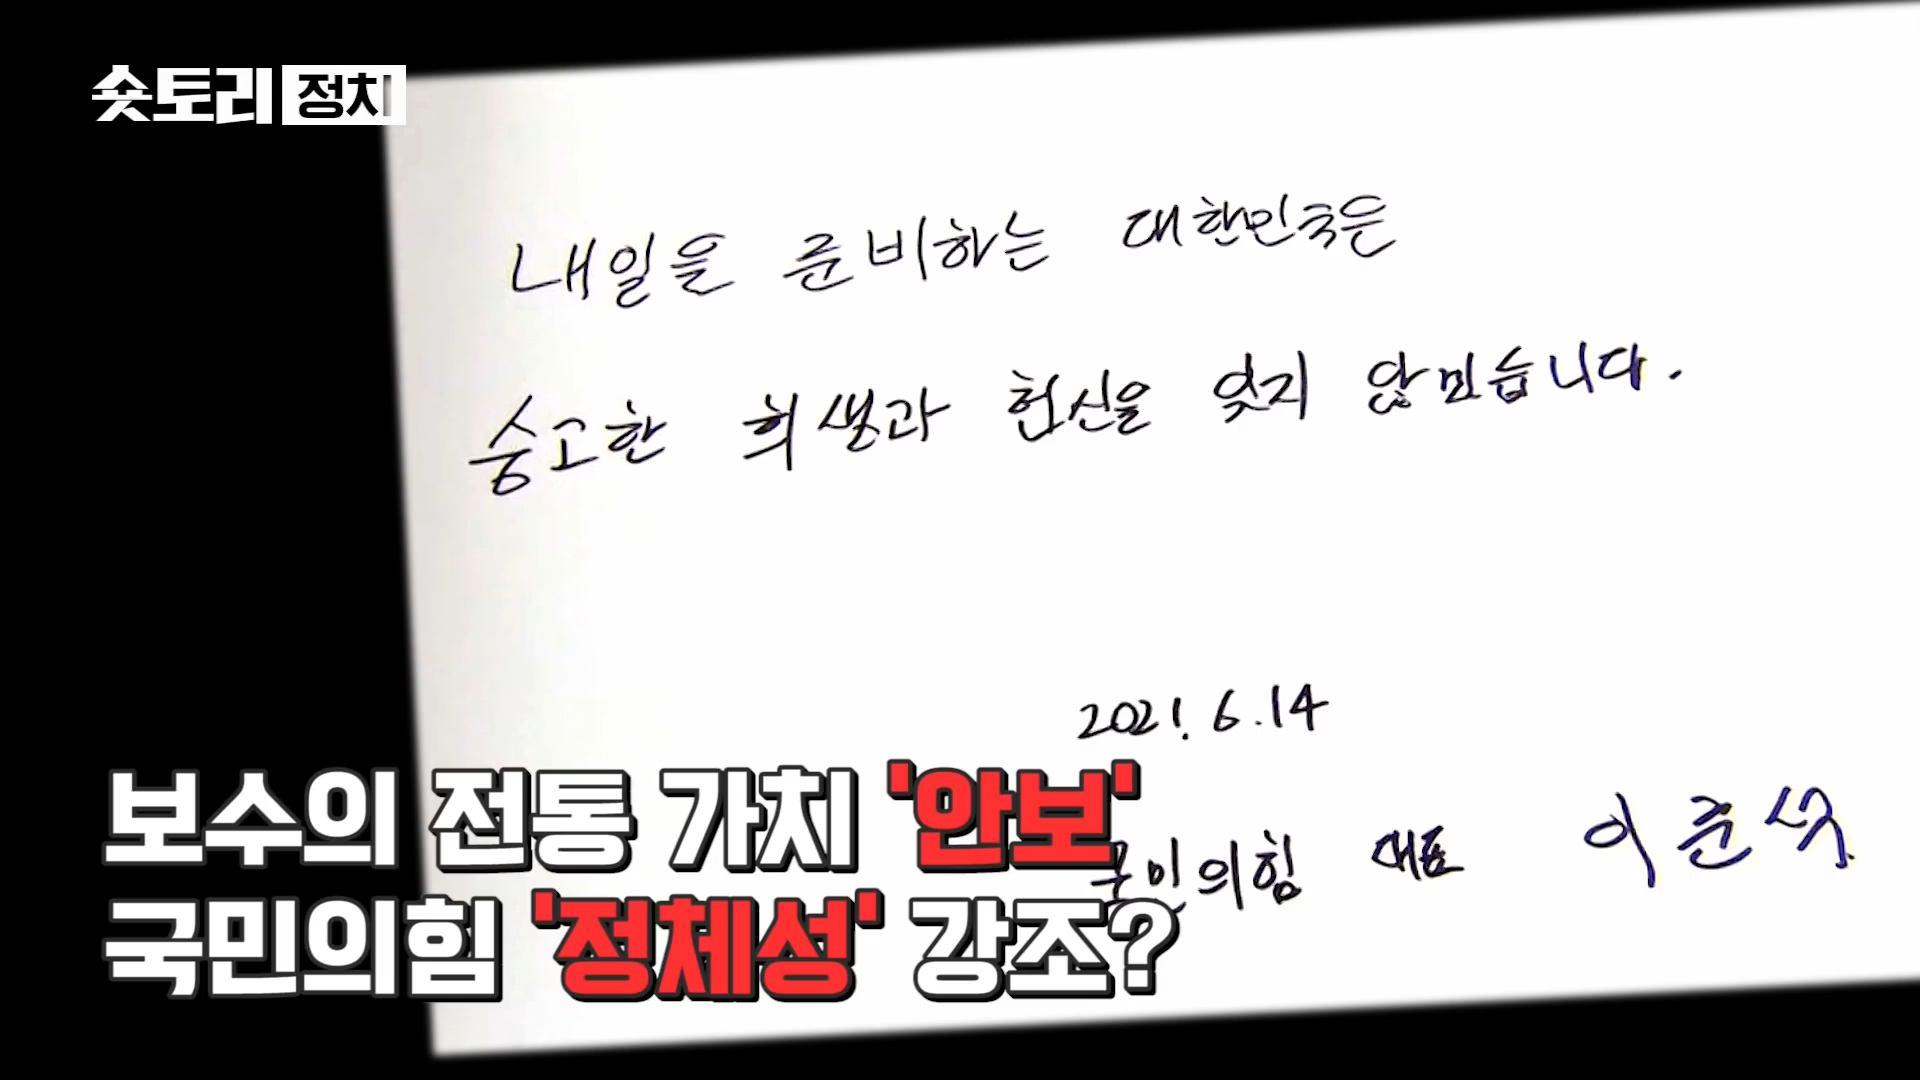 숏토리 정치
내일을 준비하는 대한민국은
숭고한 희생과 헌신을 잊지 않민습니다.
2021. 6.14
국민의힘 대표 이준석
보수의 전통 가치 '안보'
국민의힘 '정체성' 강조?